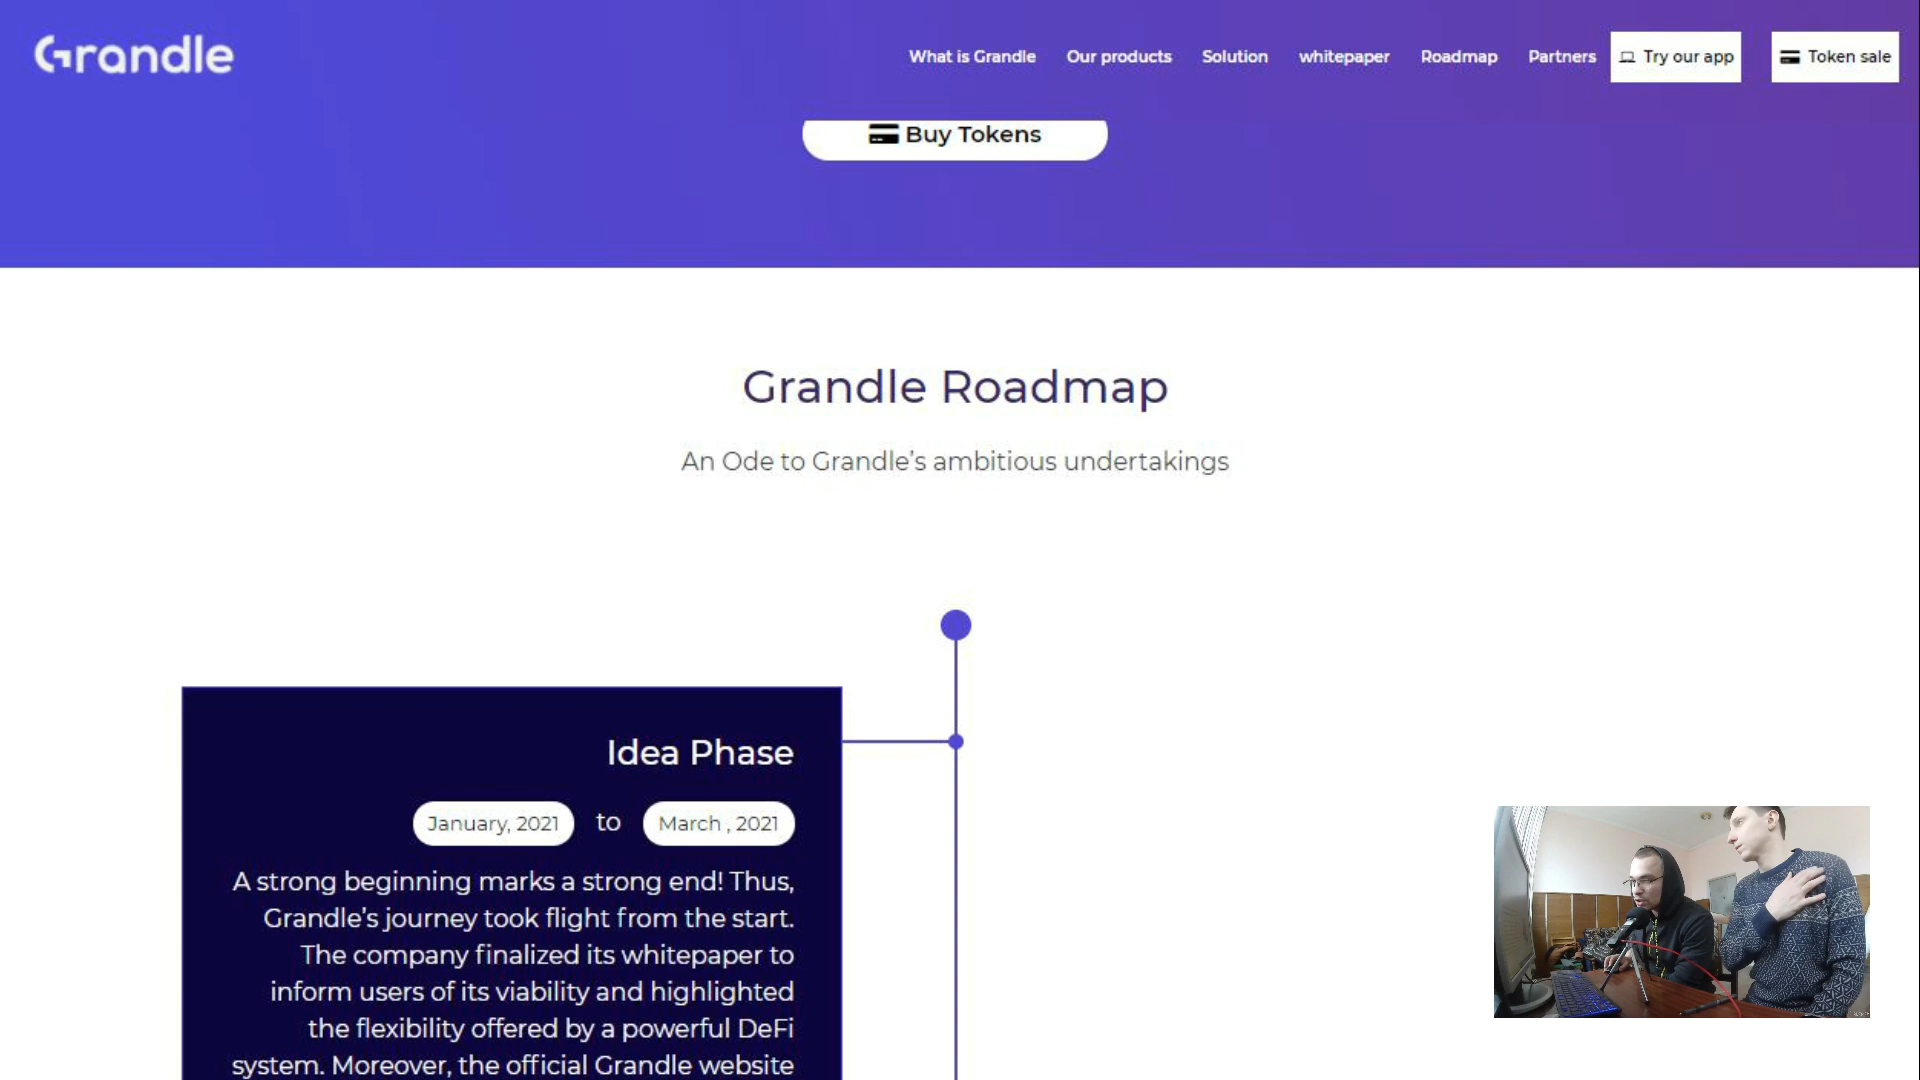 Grandle
What is Grandle
Our products
Solution
whitepaper
Roadmap
Partners
Try our app
Token sale
Buy Tokens
Grandle Roadmap
An Ode to Grandle’s ambitious undertakings
Idea Phase
January, 2021 to March , 2021
A strong beginning marks a strong end! Thus,
Grandle’s journey took flight from the start.
The company finalized its whitepaper to
inform users of its viability and highlighted
the flexibility offered by a powerful DeFi
system. Moreover, the official Grandle website